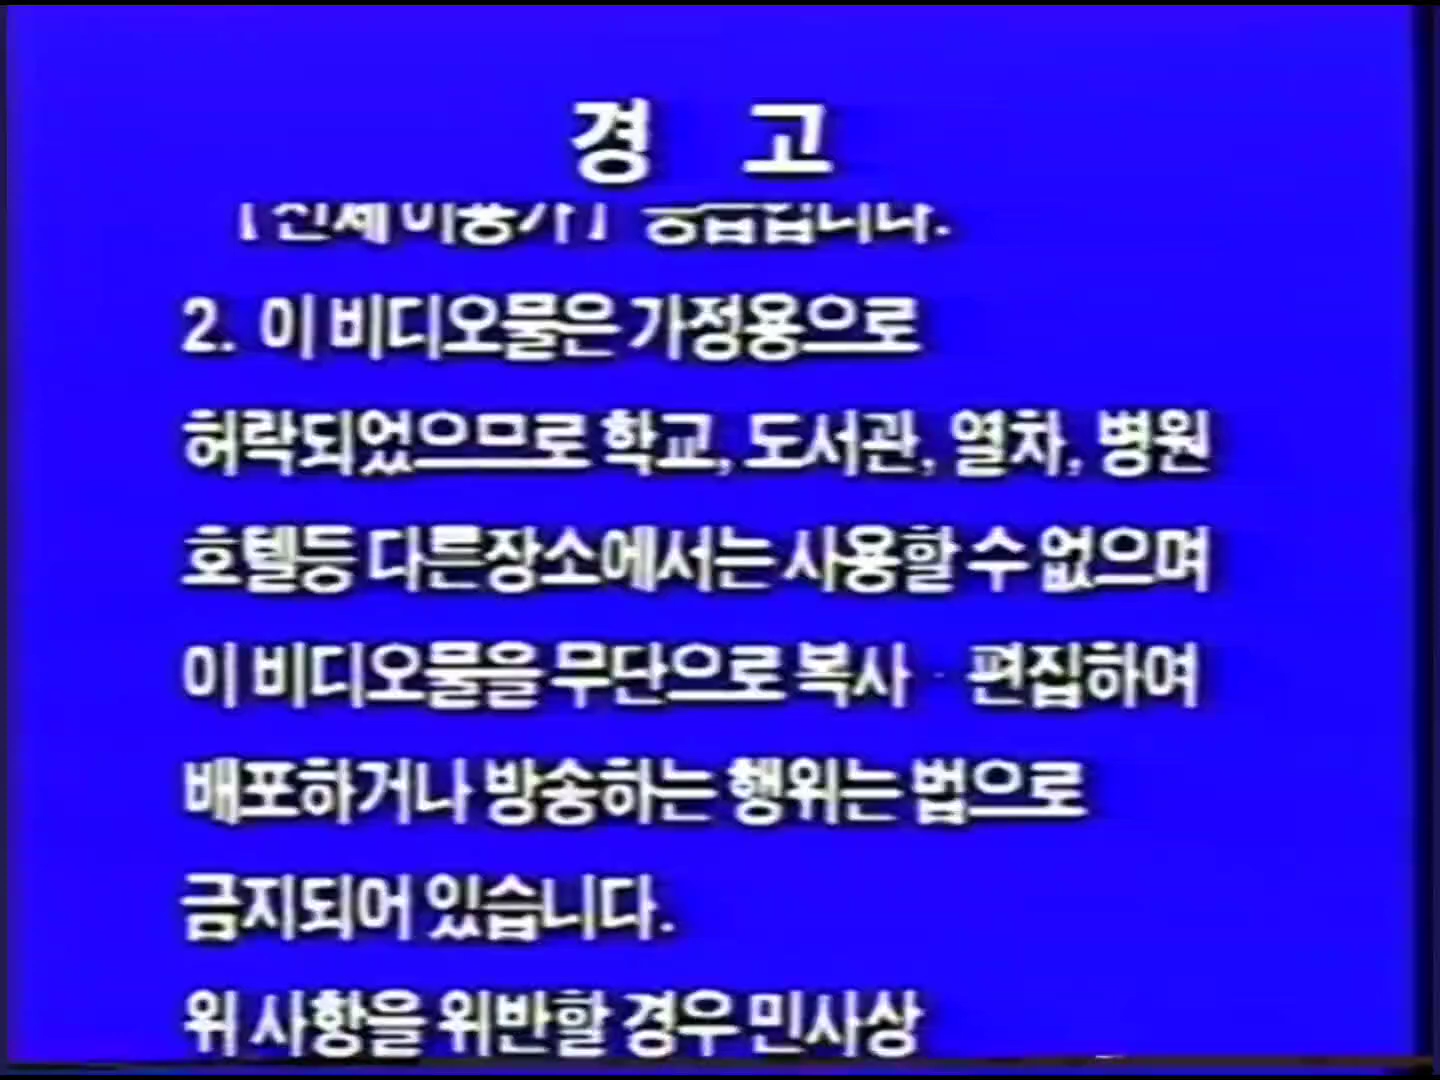 경 고
2. 이 비디오물은 가정용으로
허락되었으므로 학교, 도서관, 열차, 병원
호텔등 다른장소에서는 사용할 수 없으며
이 비디오물을 무단으로 복사 · 편집하여
배포하거나 방송하는 행위는 법으로
금지되어 있습니다.
위 사항을 위반할 경우 민사상